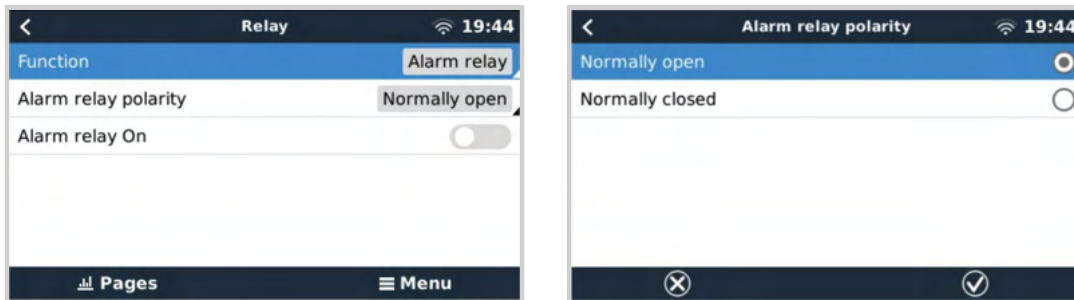 Relay 19:44
Function Alarm relay
Alarm relay polarity Normally open
Alarm relay On
Pages Menu
Alarm relay polarity 19:44
Normally open
Normally closed